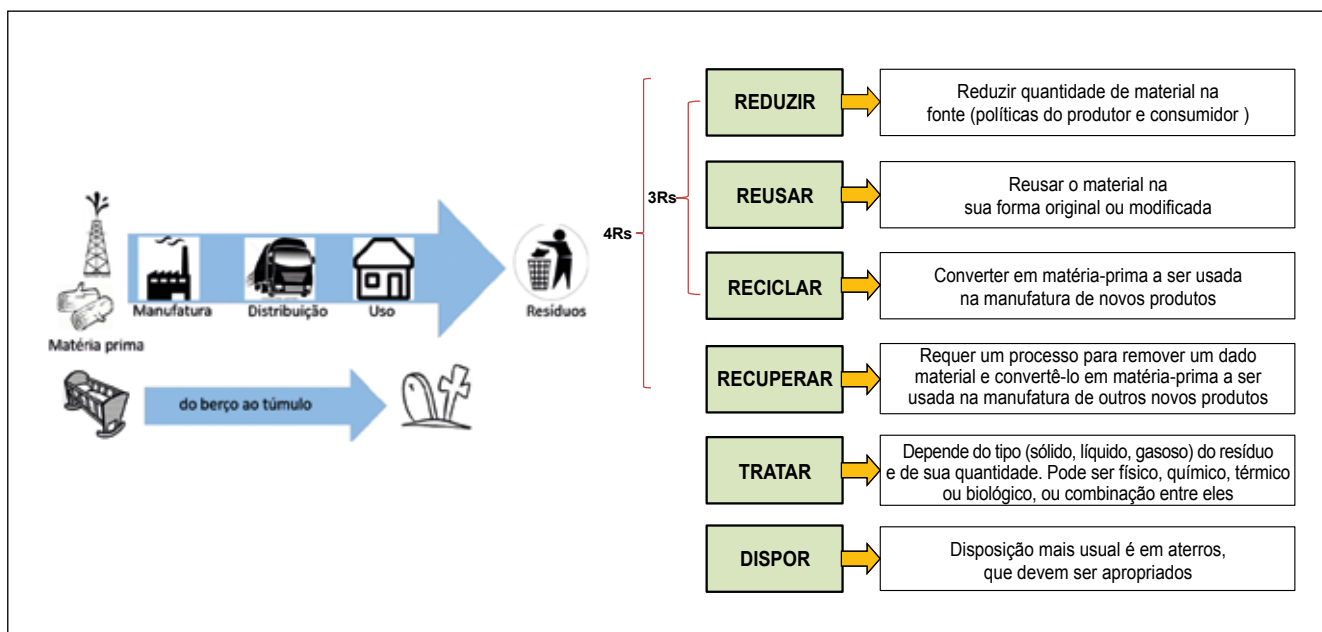 Matéria prima
Manufatura
Distribuição
Uso
Resíduos
do berço ao túmulo
4Rs
3Rs
REDUZIR
Reduzir quantidade de material na
fonte (políticas do produtor e consumidor )
REUSAR
Reusar o material na
sua forma original ou modificada
RECICLAR
Converter em matéria-prima a ser usada
na manufatura de novos produtos
RECUPERAR
Requer um processo para remover um dado
material e convertê-lo em matéria-prima a ser
usada na manufatura de outros novos produtos
TRATAR
Depende do tipo (sólido, líquido, gasoso) do resíduo
e de sua quantidade. Pode ser físico, químico, térmico
ou biológico, ou combinação entre eles
DISPOR
Disposição mais usual é em aterros,
que devem ser apropriados